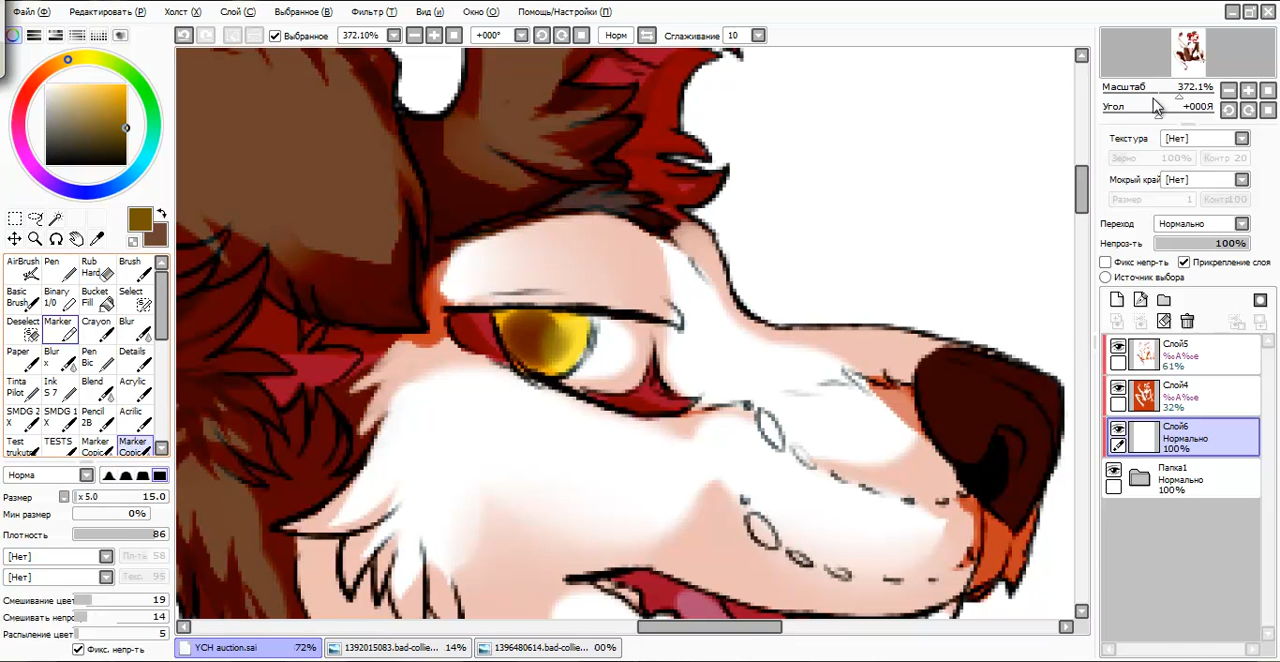 Файл (Ф) Редактировать (Р) Холст (Х) Слой (С) Выбранное (В) Фильтр (Т) Вид (и) Окно (О) Помощь/Настройки (П)
Выбранное 372.10% +000° Норм Сглаживание 10
Масштаб 372.1%
Угол +000Я
Текстура [Нет]
Зерно 100% Контр 20
Мокрый край [Нет]
Размер 1 Контр100
Переход Нормально
Непроз-ть 100%
Фикс непр-ть Прикрепление слоя
Источник выбора
AirBrush Pen Rub Hard Brush
Basic Brush Binary 1/0 Bucket Fill Select
Deselect Marker Crayon Blur
Paper Blur x Pen Bic Details
Tinta Pilot Ink S 7 Blend Acrylic
SMDG 2 SMDG 1 Pencil 2B Acrilic
Test trukut TESTS Marker Copic Marker Copic
Слой5
‰A‰e
61%
Слой4
‰A‰e
32%
Слой6
Нормально
100%
Папка1
Нормально
100%
Норма
Размер x 5.0 15.0
Мин размер 0%
Плотность 86
[Нет] Пл-ть 58
[Нет] Текс. 95
Смешивание цвет 19
Смешивать непро 14
Распыление цвет 5
Фикс. непр-ть
YCH auction.sai 72% 1392015083.bad-collie... 14% 1396480614.bad-collie... 00%